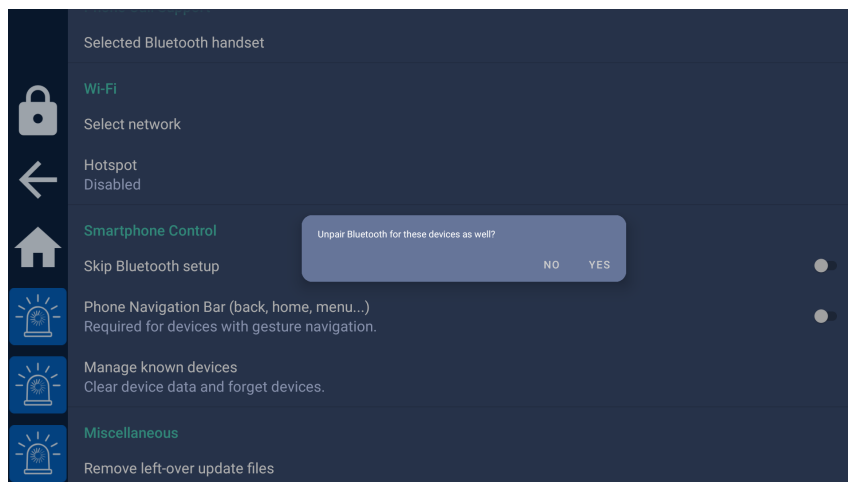 Selected Bluetooth handset
Wi-Fi
Select network
Hotspot
Disabled
Smartphone Control
Unpair Bluetooth for these devices as well?
NO YES
Skip Bluetooth setup
Phone Navigation Bar (back, home, menu...)
Required for devices with gesture navigation.
Manage known devices
Clear device data and forget devices.
Miscellaneous
Remove left-over update files